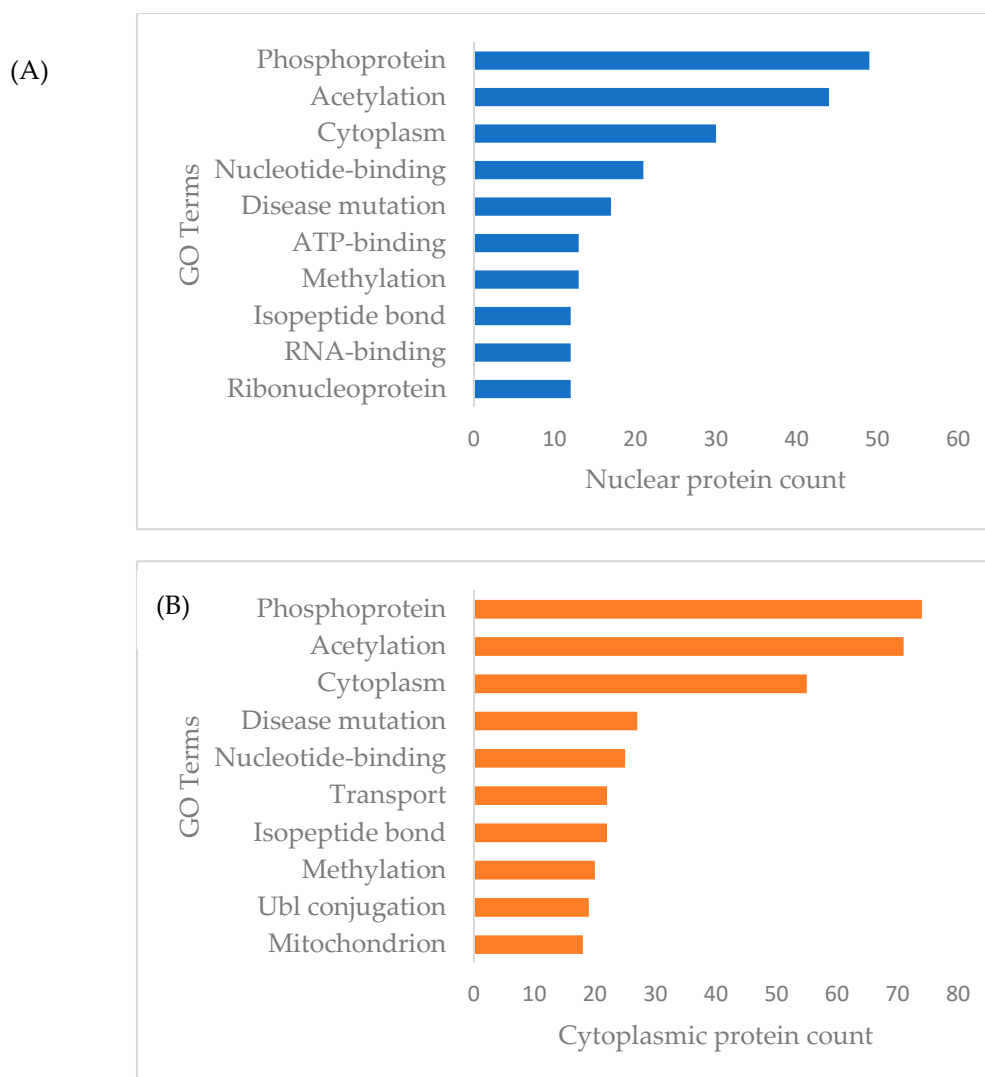 (A)
GO Terms
Phosphoprotein
Acetylation
Cytoplasm
Nucleotide-binding
Disease mutation
ATP-binding
Methylation
Isopeptide bond
RNA-binding
Ribonucleoprotein
0 10 20 30 40 50 60
Nuclear protein count
(B)
GO Terms
Phosphoprotein
Acetylation
Cytoplasm
Disease mutation
Nucleotide-binding
Transport
Isopeptide bond
Methylation
Ubl conjugation
Mitochondrion
0 10 20 30 40 50 60 70 80
Cytoplasmic protein count